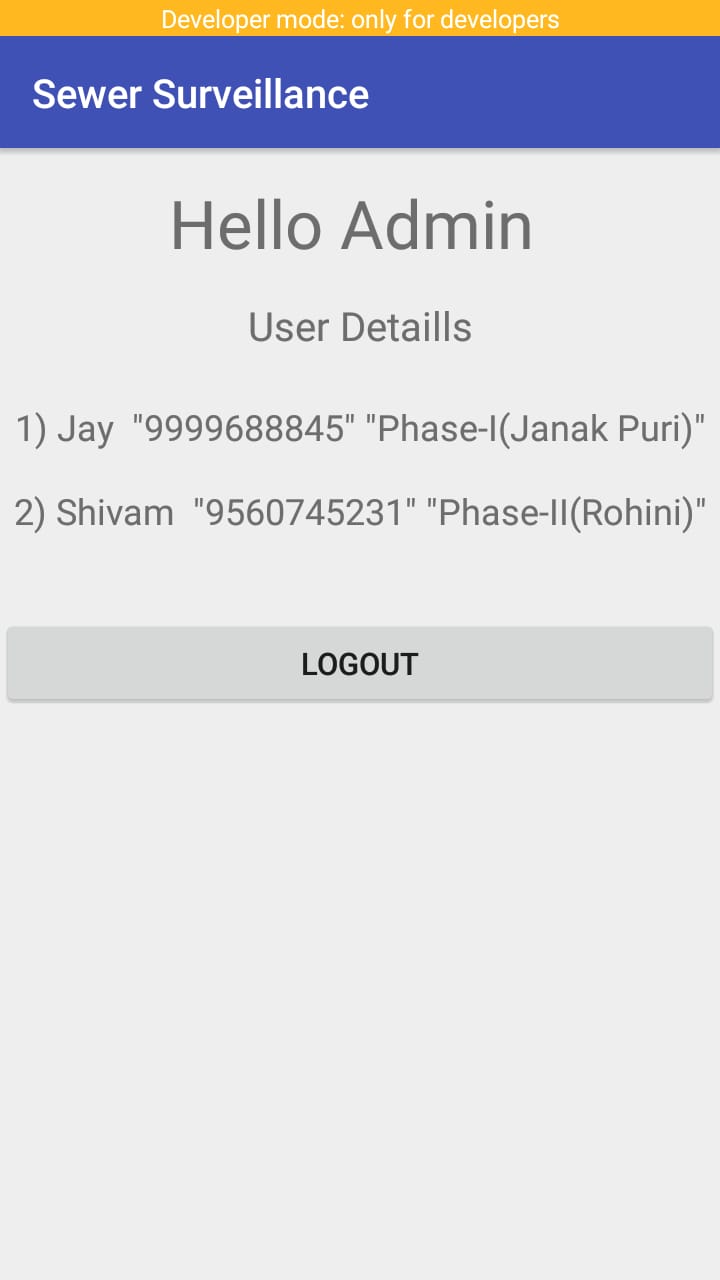 Developer mode: only for developers
Sewer Surveillance
Hello Admin
User Detaills
1) Jay  "9999688845" "Phase-I(Janak Puri)"
2) Shivam  "9560745231" "Phase-II(Rohini)"
LOGOUT